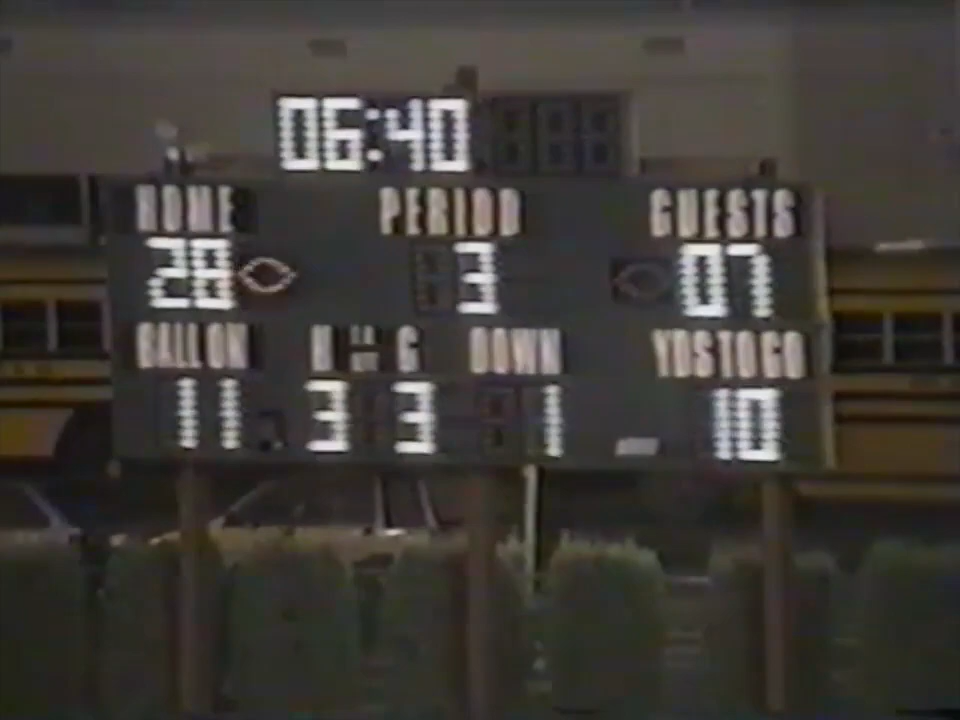 06:40
HOME PERIOD GUESTS
28 3 07
BALL ON H G DOWN YDS TO GO
11 3 3 1 10